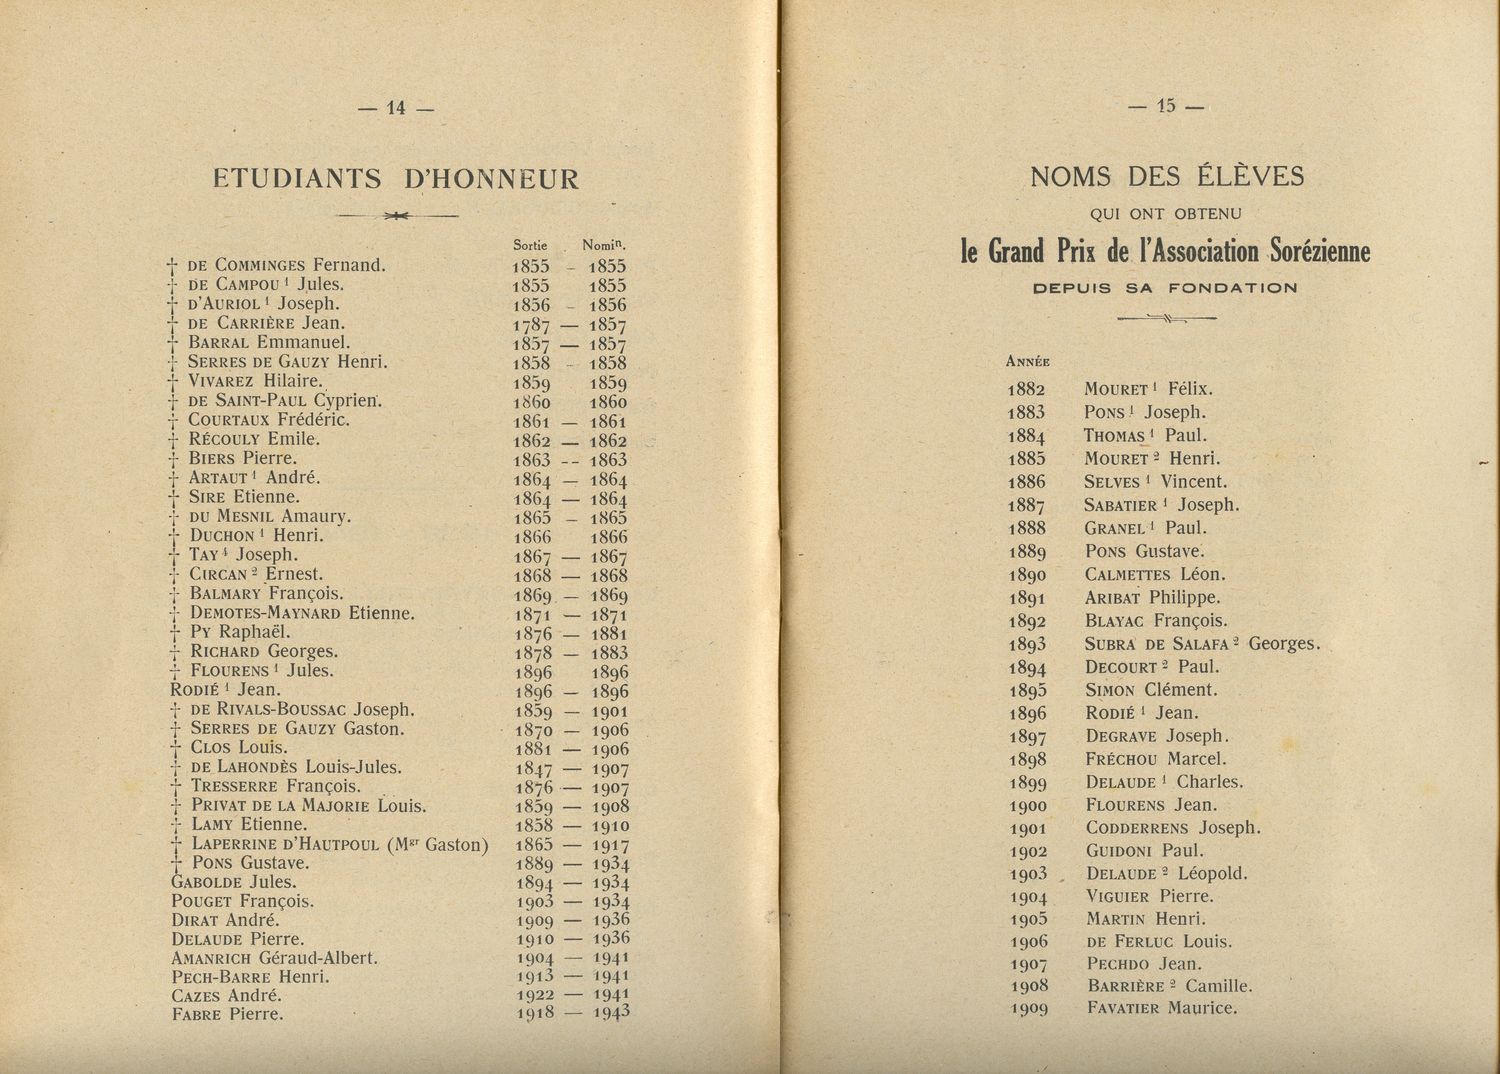 — 14 —
ETUDIANTS D'HONNEUR
Sortie Nomiⁿ.
† DE COMMINGES Fernand. 1855 – 1855
† DE CAMPOU ¹ Jules. 1855 1855
† D'AURIOL ¹ Joseph. 1856 – 1856
† DE CARRIÈRE Jean. 1787 — 1857
† BARRAL Emmanuel. 1857 — 1857
† SERRES DE GAUZY Henri. 1858 – 1858
† VIVAREZ Hilaire. 1859 1859
† DE SAINT-PAUL Cyprien. 1860 1860
† COURTAUX Frédéric. 1861 — 1861
† RÉCOULY Emile. 1862 — 1862
† BIERS Pierre. 1863 -- 1863
† ARTAUT ¹ André. 1864 — 1864
† SIRE Etienne. 1864 — 1864
† DU MESNIL Amaury. 1865 – 1865
† DUCHON ¹ Henri. 1866 1866
† TAY ¹ Joseph. 1867 — 1867
† CIRCAN ² Ernest. 1868 — 1868
† BALMARY François. 1869 — 1869
† DEMOTES-MAYNARD Etienne. 1871 — 1871
† PY Raphaël. 1876 — 1881
† RICHARD Georges. 1878 — 1883
† FLOURENS ¹ Jules. 1896 1896
RODIÉ ¹ Jean. 1896 — 1896
† DE RIVALS-BOUSSAC Joseph. 1859 — 1901
† SERRES DE GAUZY Gaston. 1870 — 1906
† CLOS Louis. 1881 — 1906
† DE LAHONDÈS Louis-Jules. 1847 — 1907
† TRESSERRE François. 1876 — 1907
† PRIVAT DE LA MAJORIE Louis. 1859 — 1908
† LAMY Etienne. 1858 — 1910
† LAPERRINE D'HAUTPOUL (Mᵍʳ Gaston) 1865 — 1917
† PONS Gustave. 1889 — 1934
GABOLDE Jules. 1894 — 1934
POUGET François. 1903 — 1934
DIRAT André. 1909 — 1936
DELAUDE Pierre. 1910 — 1936
AMANRICH Géraud-Albert. 1904 — 1941
PECH-BARRE Henri. 1913 — 1941
CAZES André. 1922 — 1941
FABRE Pierre. 1918 — 1943
— 15 —
NOMS DES ÉLÈVES
QUI ONT OBTENU
le Grand Prix de l'Association Sorézienne
DEPUIS SA FONDATION
ANNÉE
1882 MOURET ¹ Félix.
1883 PONS ¹ Joseph.
1884 THOMAS ¹ Paul.
1885 MOURET ² Henri.
1886 SELVES ¹ Vincent.
1887 SABATIER ¹ Joseph.
1888 GRANEL ¹ Paul.
1889 PONS Gustave.
1890 CALMETTES Léon.
1891 ARIBAT Philippe.
1892 BLAYAC François.
1893 SUBRA DE SALAFA ² Georges.
1894 DECOURT ² Paul.
1895 SIMON Clément.
1896 RODIÉ ¹ Jean.
1897 DEGRAVE Joseph.
1898 FRÉCHOU Marcel.
1899 DELAUDE ¹ Charles.
1900 FLOURENS Jean.
1901 CODDERRENS Joseph.
1902 GUIDONI Paul.
1903 DELAUDE ² Léopold.
1904 VIGUIER Pierre.
1905 MARTIN Henri.
1906 DE FERLUC Louis.
1907 PECHDO Jean.
1908 BARRIÈRE ² Camille.
1909 FAVATIER Maurice.